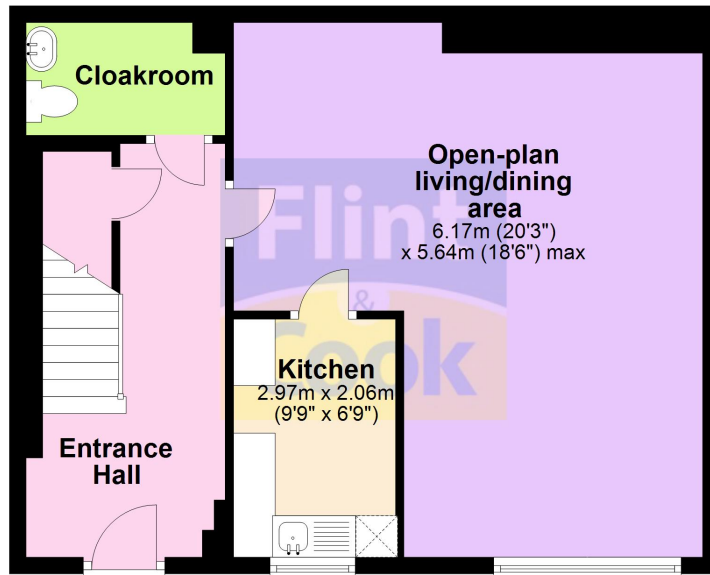 Cloakroom
Open-plan
living/dining
area
6.17m (20'3")
x 5.64m (18'6") max
Flint
&
Cook
Kitchen
2.97m x 2.06m
(9'9" x 6'9")
Entrance
Hall